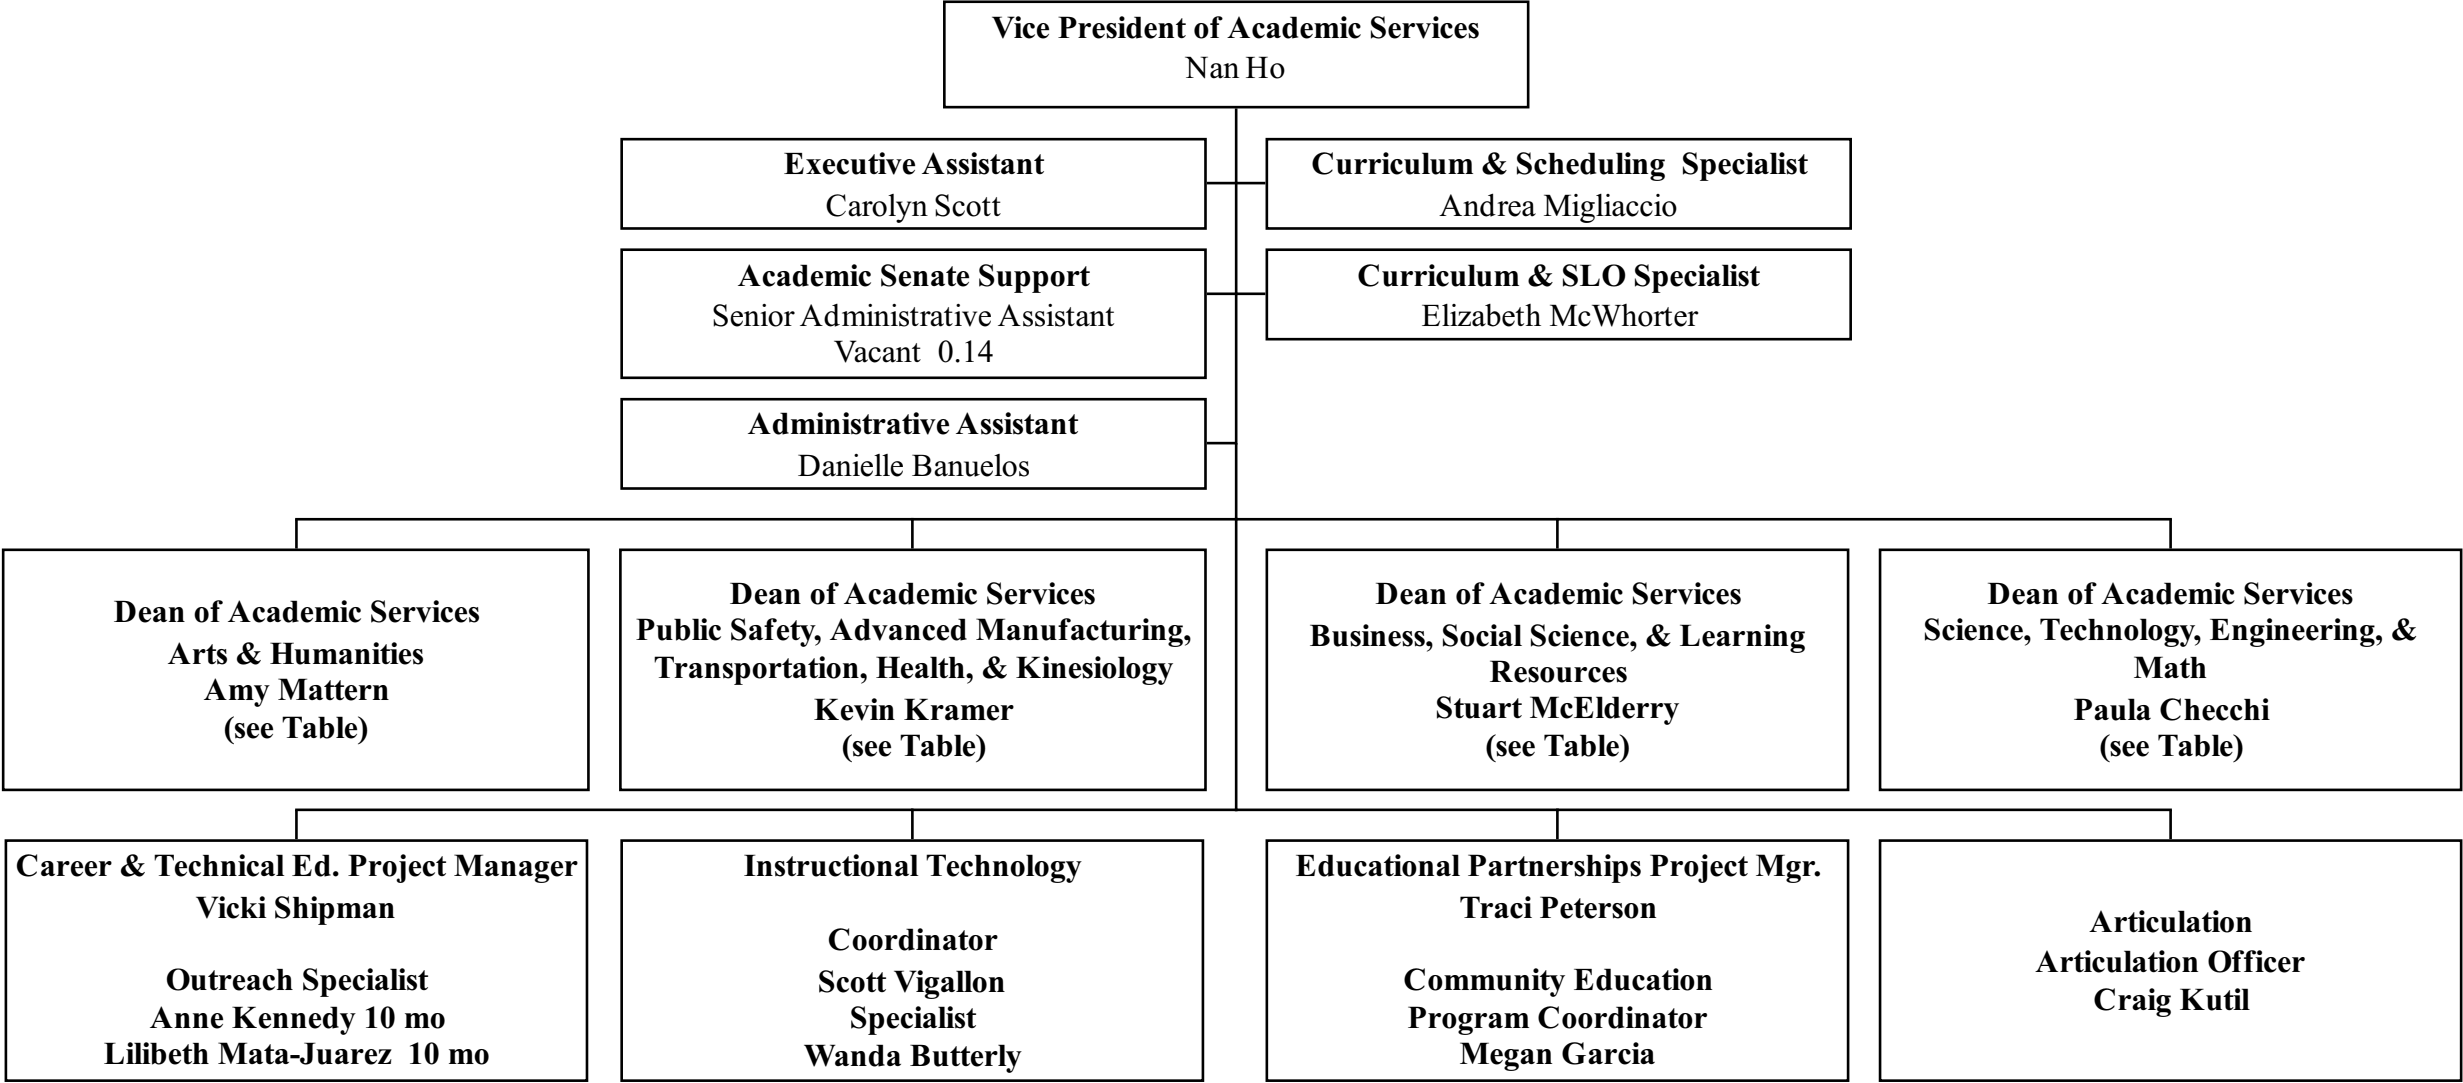 Vice President of Academic Services
Nan Ho
Executive Assistant
Carolyn Scott
Curriculum & Scheduling  Specialist
Andrea Migliaccio
Academic Senate Support
Senior Administrative Assistant
Vacant  0.14
Curriculum & SLO Specialist
Elizabeth McWhorter
Administrative Assistant
Danielle Banuelos
Dean of Academic Services
Arts & Humanities
Amy Mattern
(see Table)
Dean of Academic Services
Public Safety, Advanced Manufacturing,
Transportation, Health, & Kinesiology
Kevin Kramer
(see Table)
Dean of Academic Services
Business, Social Science, & Learning
Resources
Stuart McElderry
(see Table)
Dean of Academic Services
Science, Technology, Engineering, &
Math
Paula Checchi
(see Table)
Career & Technical Ed. Project Manager
Vicki Shipman
Outreach Specialist
Anne Kennedy 10 mo
Lilibeth Mata-Juarez  10 mo
Instructional Technology
Coordinator
Scott Vigallon
Specialist
Wanda Butterly
Educational Partnerships Project Mgr.
Traci Peterson
Community Education
Program Coordinator
Megan Garcia
Articulation
Articulation Officer
Craig Kutil